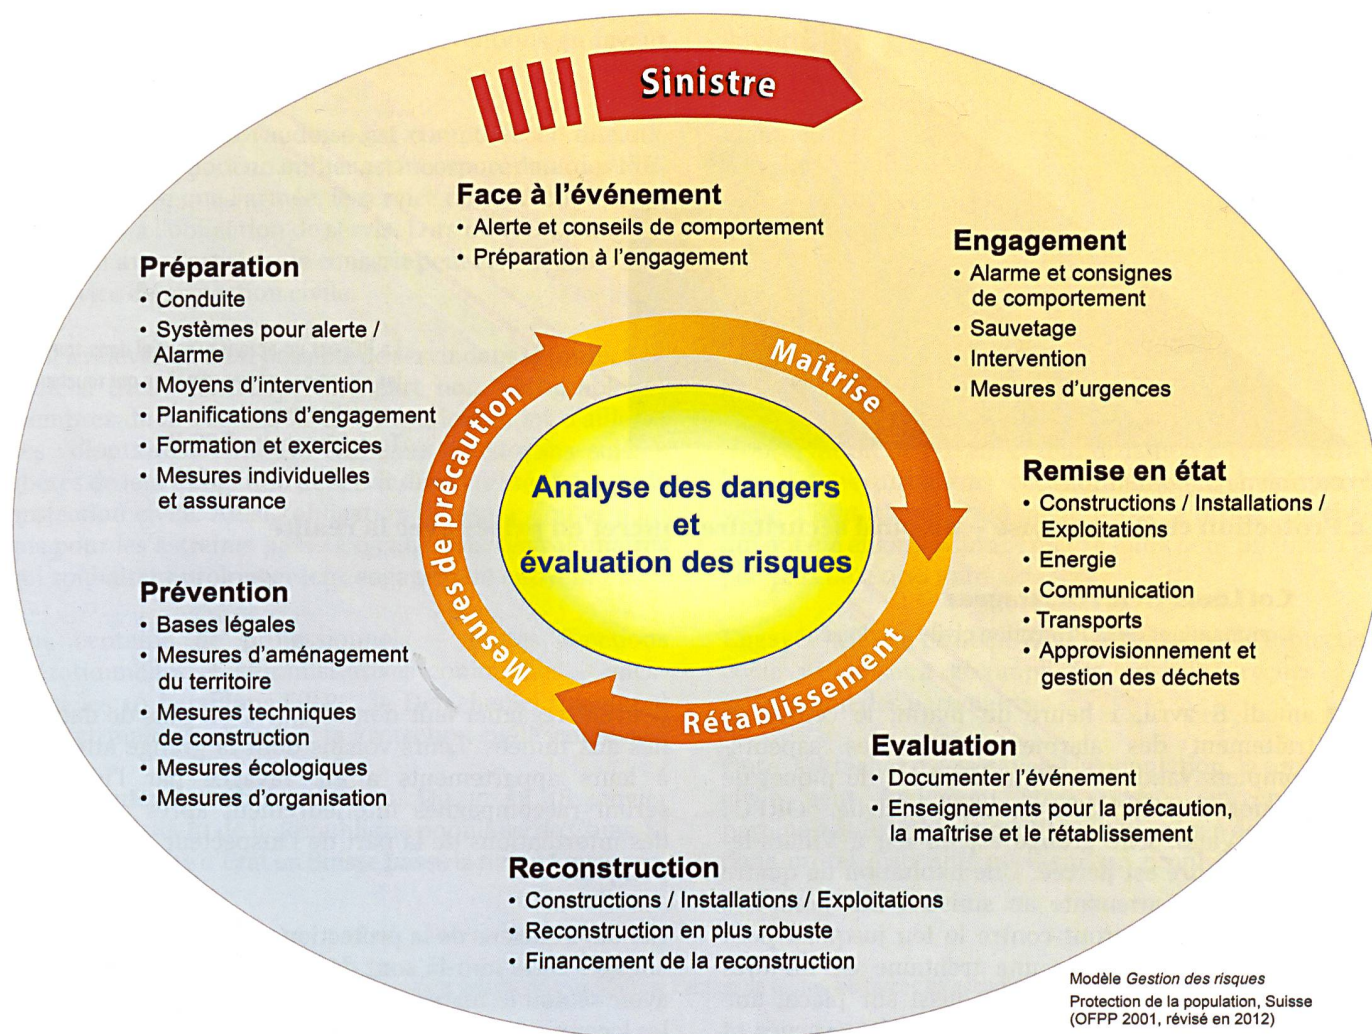 Sinistre
Face à l'événement
• Alerte et conseils de comportement
• Préparation à l'engagement
Engagement
• Alarme et consignes
de comportement
• Sauvetage
• Intervention
• Mesures d'urgences
Préparation
• Conduite
• Systèmes pour alerte /
Alarme
• Moyens d'intervention
• Planifications d'engagement
• Formation et exercices
• Mesures individuelles
et assurance
Maîtrise
Mesures de précaution
Rétablissement
Analyse des dangers
et
évaluation des risques
Remise en état
• Constructions / Installations /
Exploitations
• Energie
• Communication
• Transports
• Approvisionnement et
gestion des déchets
Prévention
• Bases légales
• Mesures d'aménagement
du territoire
• Mesures techniques
de construction
• Mesures écologiques
• Mesures d'organisation
Evaluation
• Documenter l'événement
• Enseignements pour la précaution,
la maîtrise et le rétablissement
Reconstruction
• Constructions / Installations / Exploitations
• Reconstruction en plus robuste
• Financement de la reconstruction
Modèle Gestion des risques
Protection de la population, Suisse
(OFPP 2001, révisé en 2012)